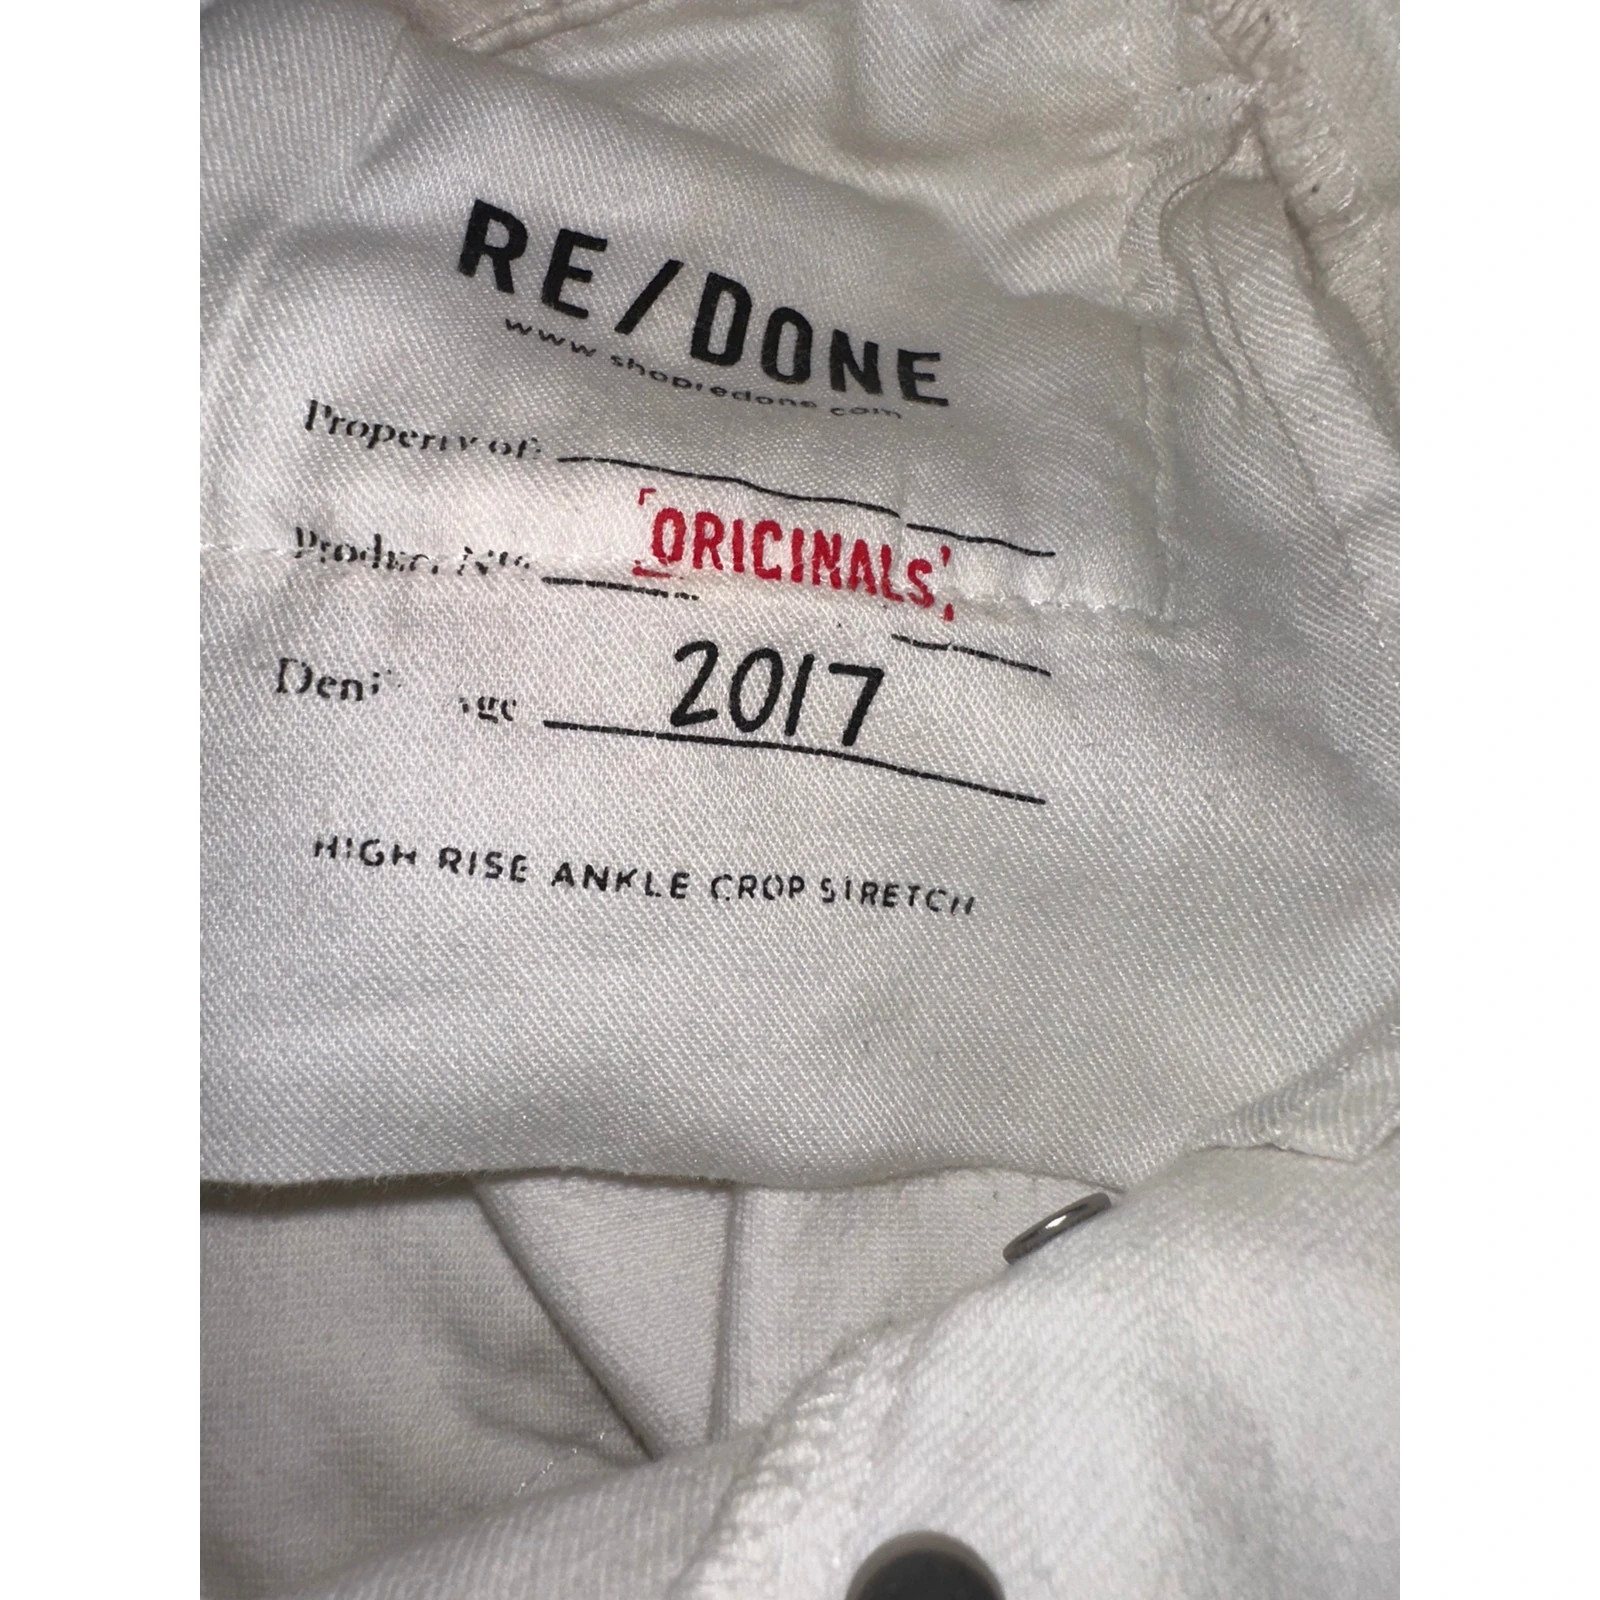 RE/DONE
www.shopredone.com
Property of:
Product No.
'ORIGINALS'
2017
HIGH RISE ANKLE CROP STRETCH